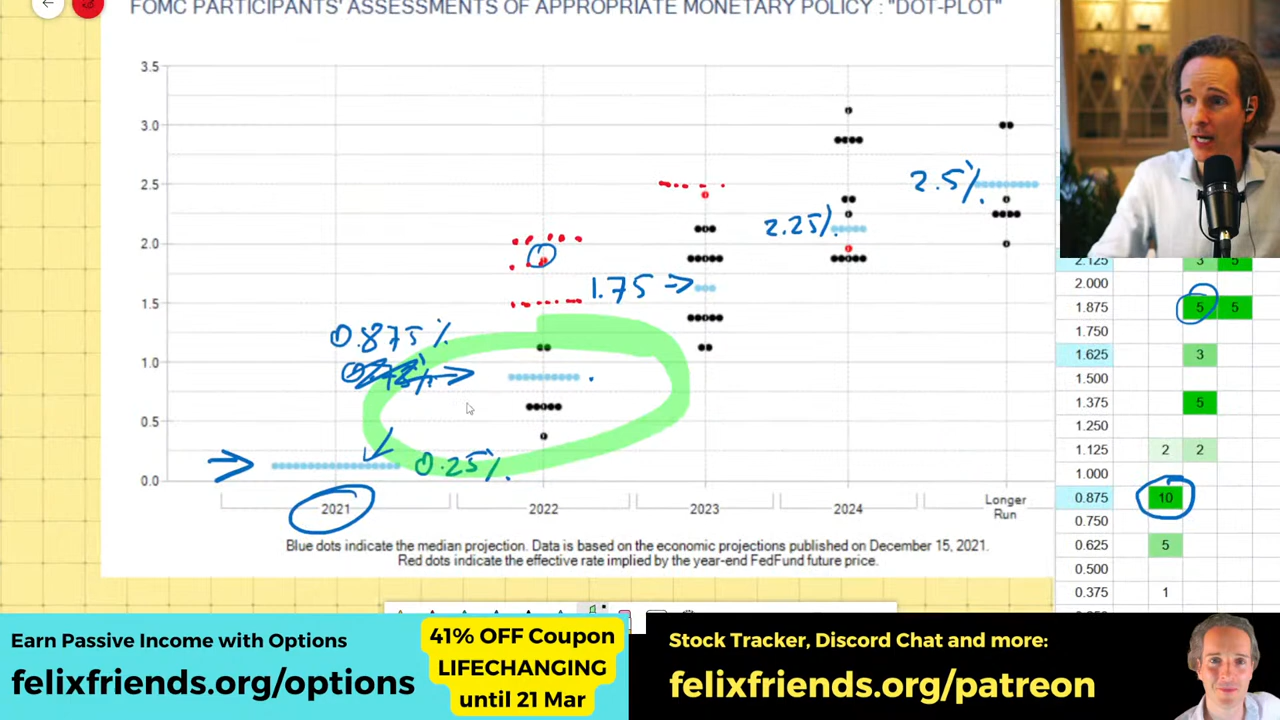 FOMC PARTICIPANTS' ASSESSMENTS OF APPROPRIATE MONETARY POLICY : "DOT-PLOT"
3.5
3.0
2.5
2.0
1.5
1.0
0.5
0.0
2.5%
2.25%
1.75 →
0.875%
0.25%
2021
2022
2023
2024
Longer
Run
Blue dots indicate the median projection. Data is based on the economic projections published on December 15, 2021.
Red dots indicate the effective rate implied by the year-end FedFund future price.
2.125 3 5
2.000
1.875 5 5
1.750
1.625 3
1.500
1.375 5
1.250
1.125 2 2
1.000
0.875 10
0.750
0.625 5
0.500
0.375 1
Earn Passive Income with Options
felixfriends.org/options
41% OFF Coupon
LIFECHANGING
until 21 Mar
Stock Tracker, Discord Chat and more:
felixfriends.org/patreon